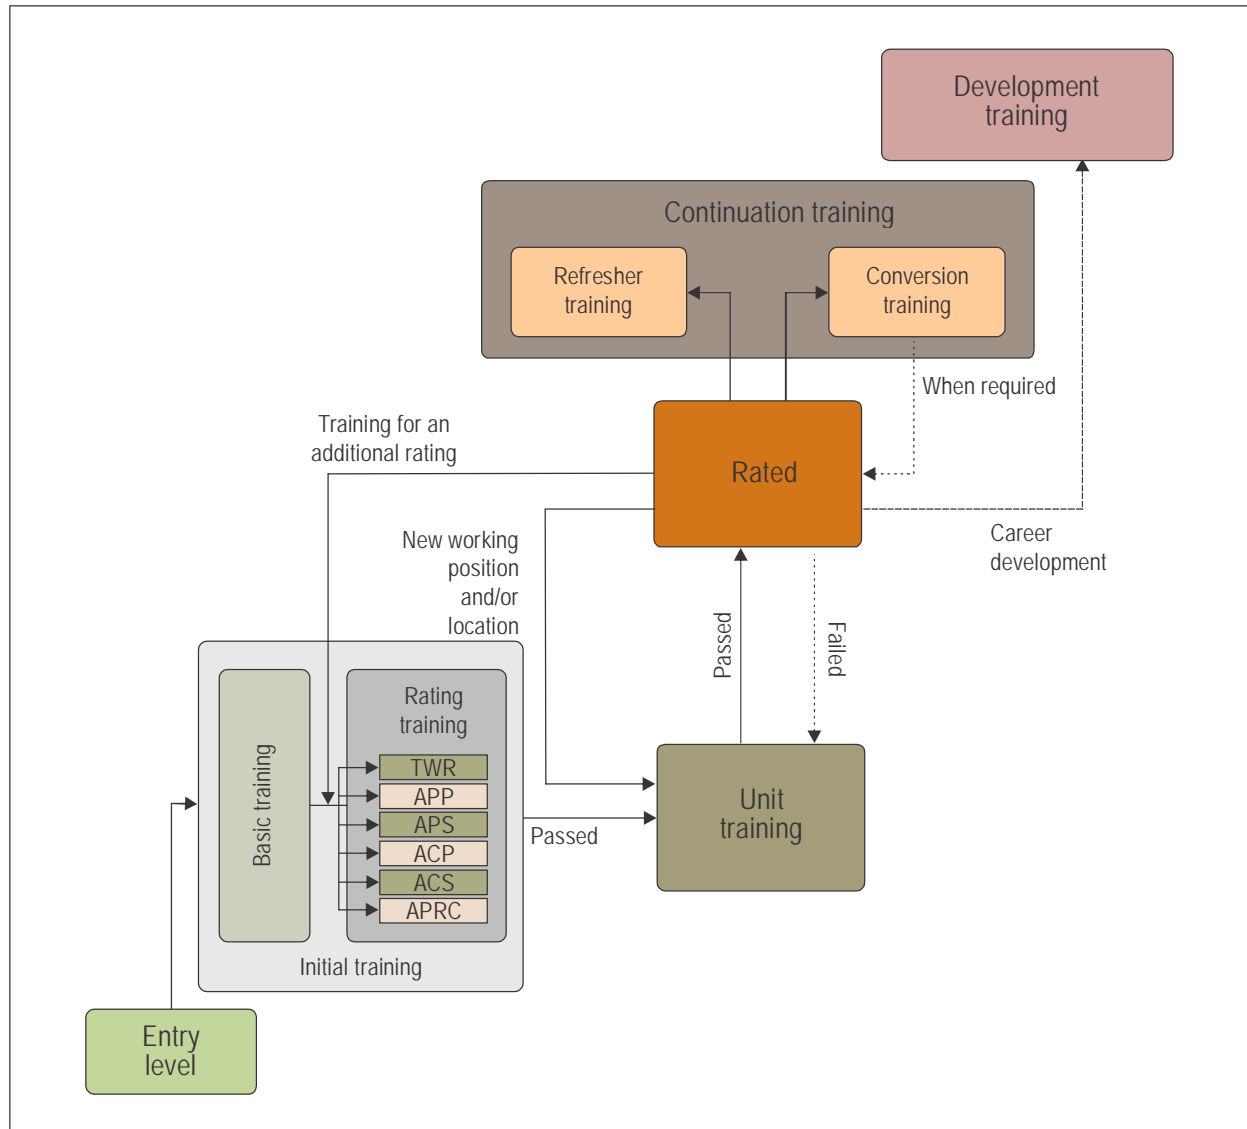 Development
training
Continuation training
Refresher
training
Conversion
training
When required
Training for an
additional rating
Rated
New working
position
and/or
location
Career
development
Passed
Failed
Rating
training
Basic training
TWR
APP
APS
ACP
ACS
APRC
Initial training
Passed
Unit
training
Entry
level